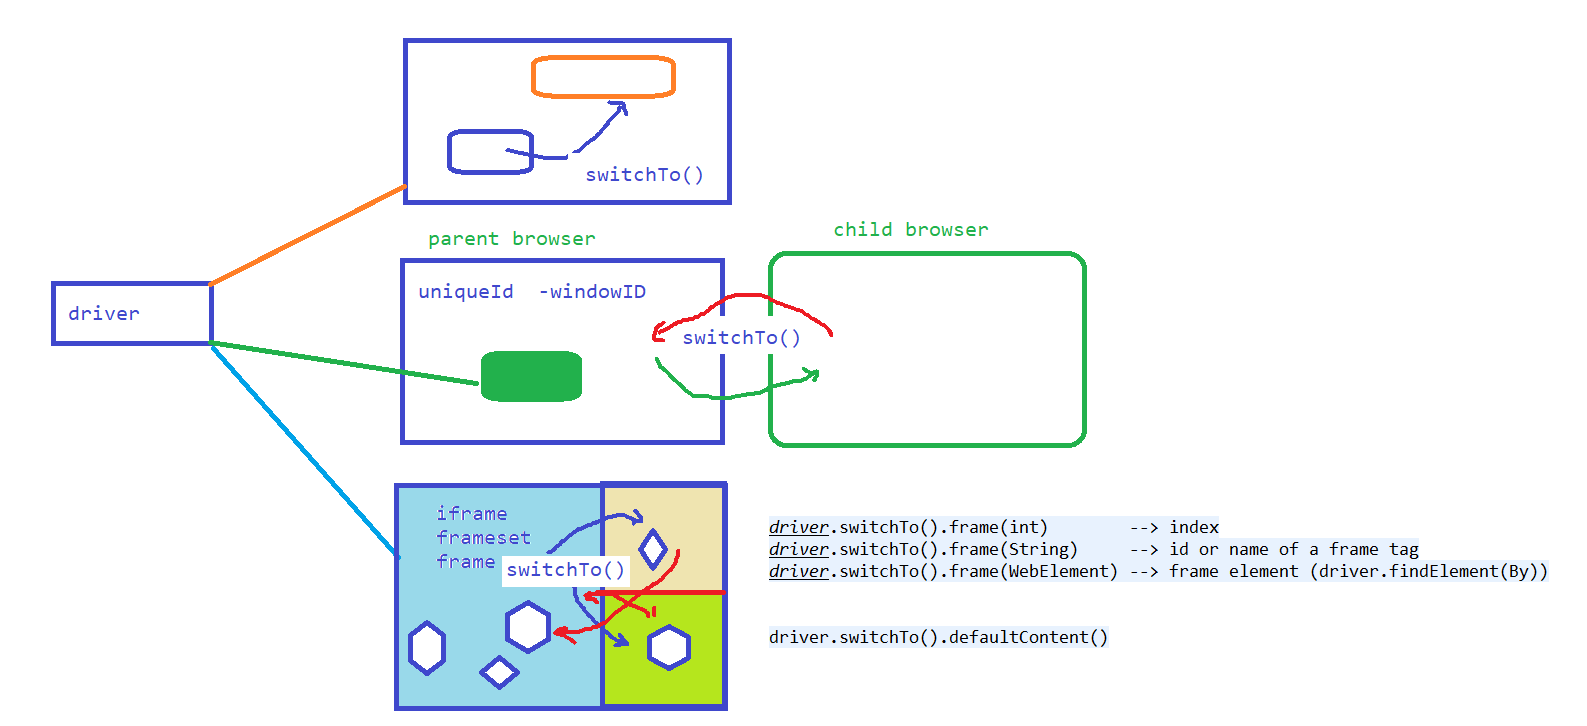 switchTo()
parent browser
child browser
uniqueId  -windowID
driver
switchTo()
iframe
frameset
frame
switchTo()
driver.switchTo().frame(int)        --> index
driver.switchTo().frame(String)     --> id or name of a frame tag
driver.switchTo().frame(WebElement) --> frame element (driver.findElement(By))
driver.switchTo().defaultContent()